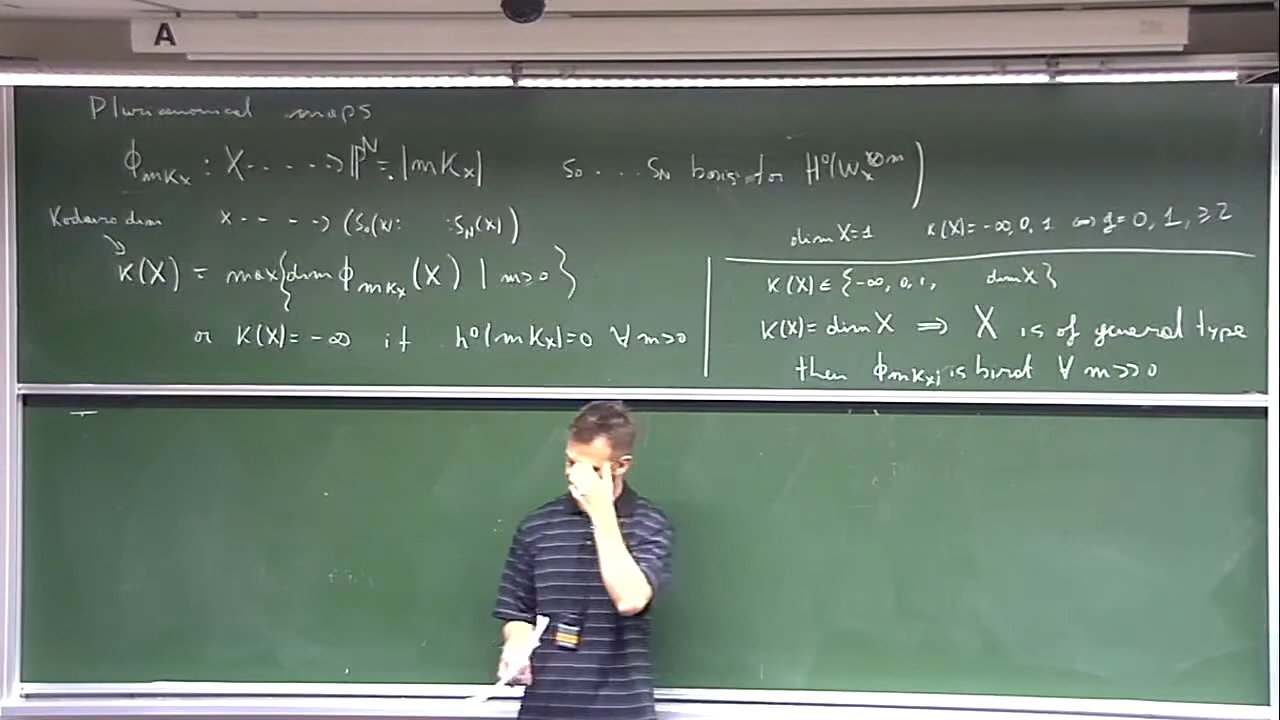 A
Pluricanonical maps
ϕ_{mK_X} : X - - - - -> ℙ^N = |mK_X| s_0 . . . s_N basis for H^0(ω_X^{⊗m})
Kodaira dim x - - - -> (s_0(x): :s_N(x))
κ(X) = max{dim ϕ_{mK_X}(X) | m>0}
or κ(X)= -∞ if h^0(mK_X)=0 ∀ m>0
dim X=1 κ(X)= -∞, 0, 1 ⇔ g= 0, 1, ≥2
κ(X) ∈ {-∞, 0, 1, dim X}
κ(X)= dim X ⇒ X is of general type
then ϕ_{mK_X} is birat ∀ m>>0